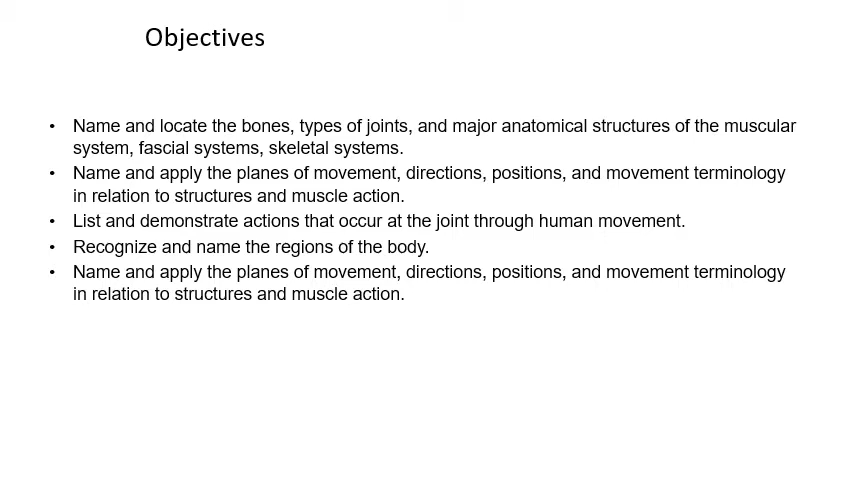 Objectives
• Name and locate the bones, types of joints, and major anatomical structures of the muscular
system, fascial systems, skeletal systems.
• Name and apply the planes of movement, directions, positions, and movement terminology
in relation to structures and muscle action.
• List and demonstrate actions that occur at the joint through human movement.
• Recognize and name the regions of the body.
• Name and apply the planes of movement, directions, positions, and movement terminology
in relation to structures and muscle action.